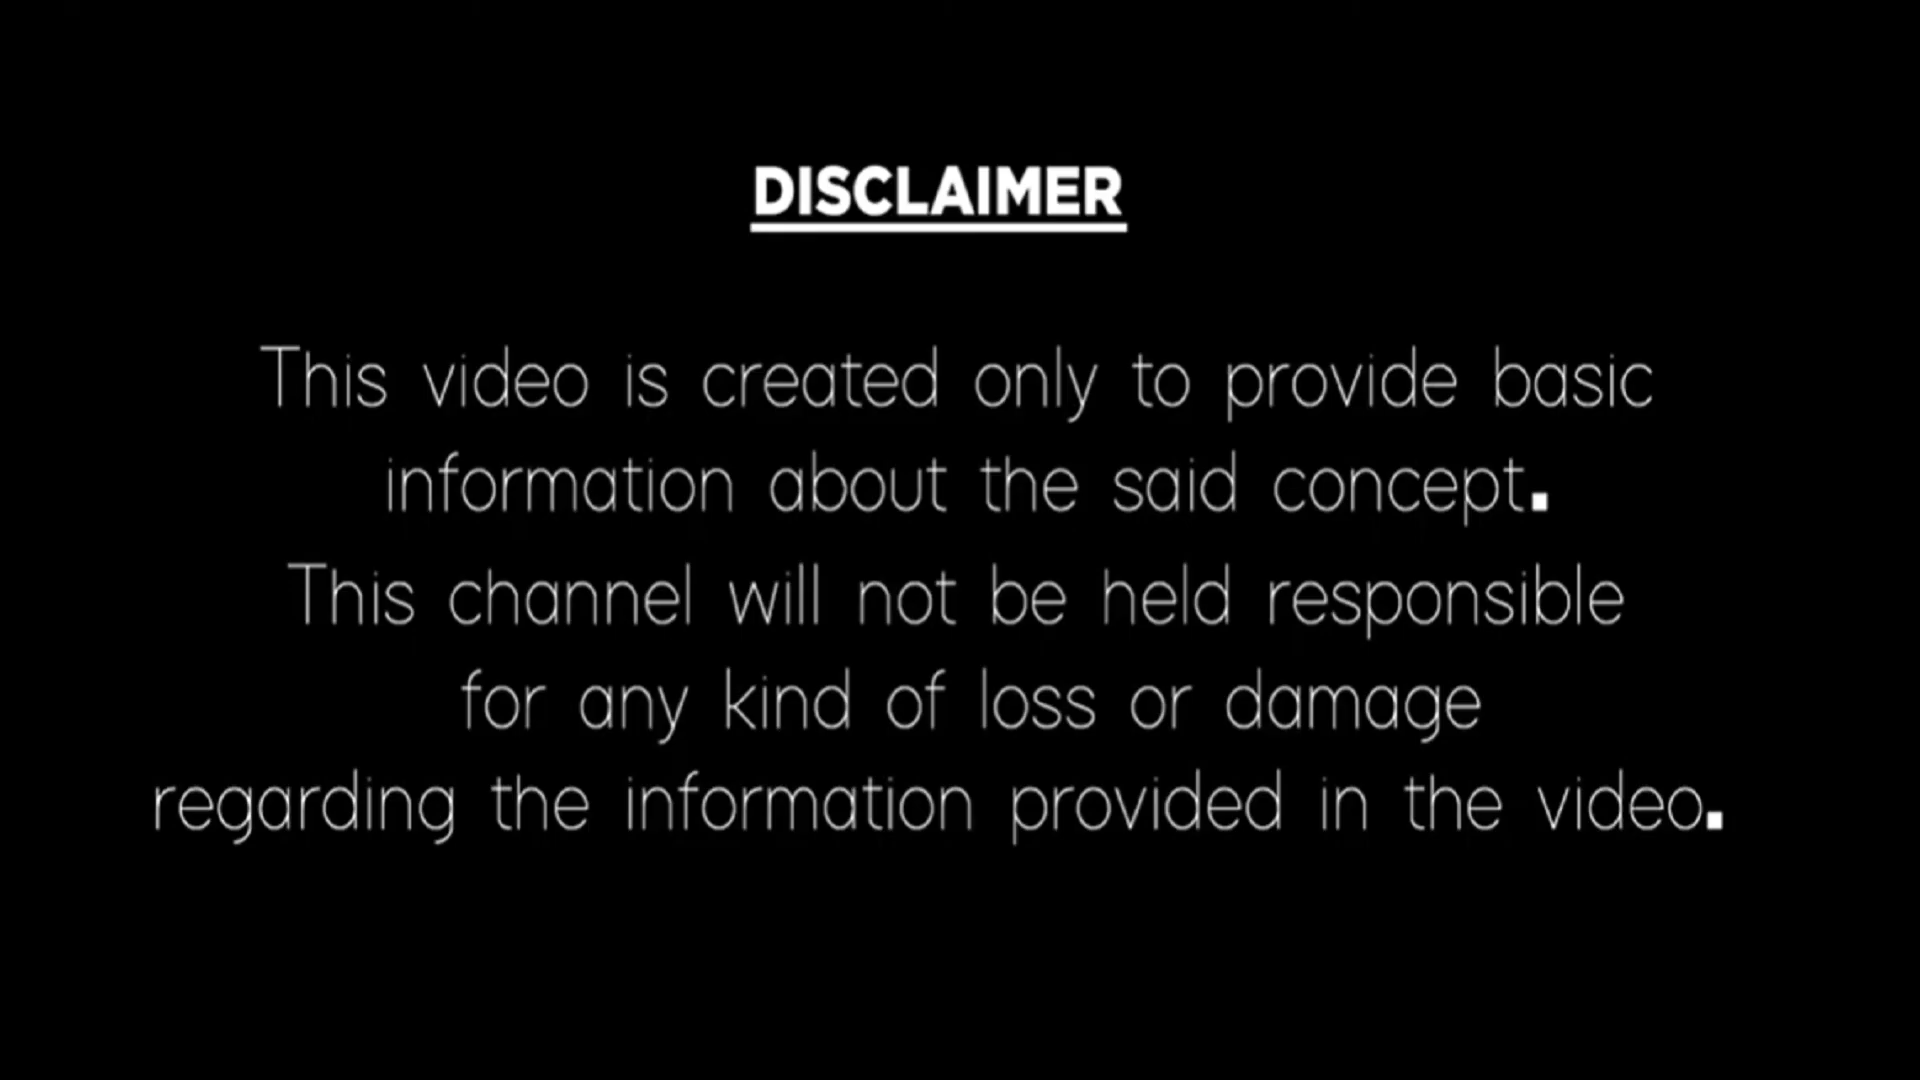 DISCLAIMER
This video is created only to provide basic
information about the said concept.
This channel will not be held responsible
for any kind of loss or damage
regarding the information provided in the video.